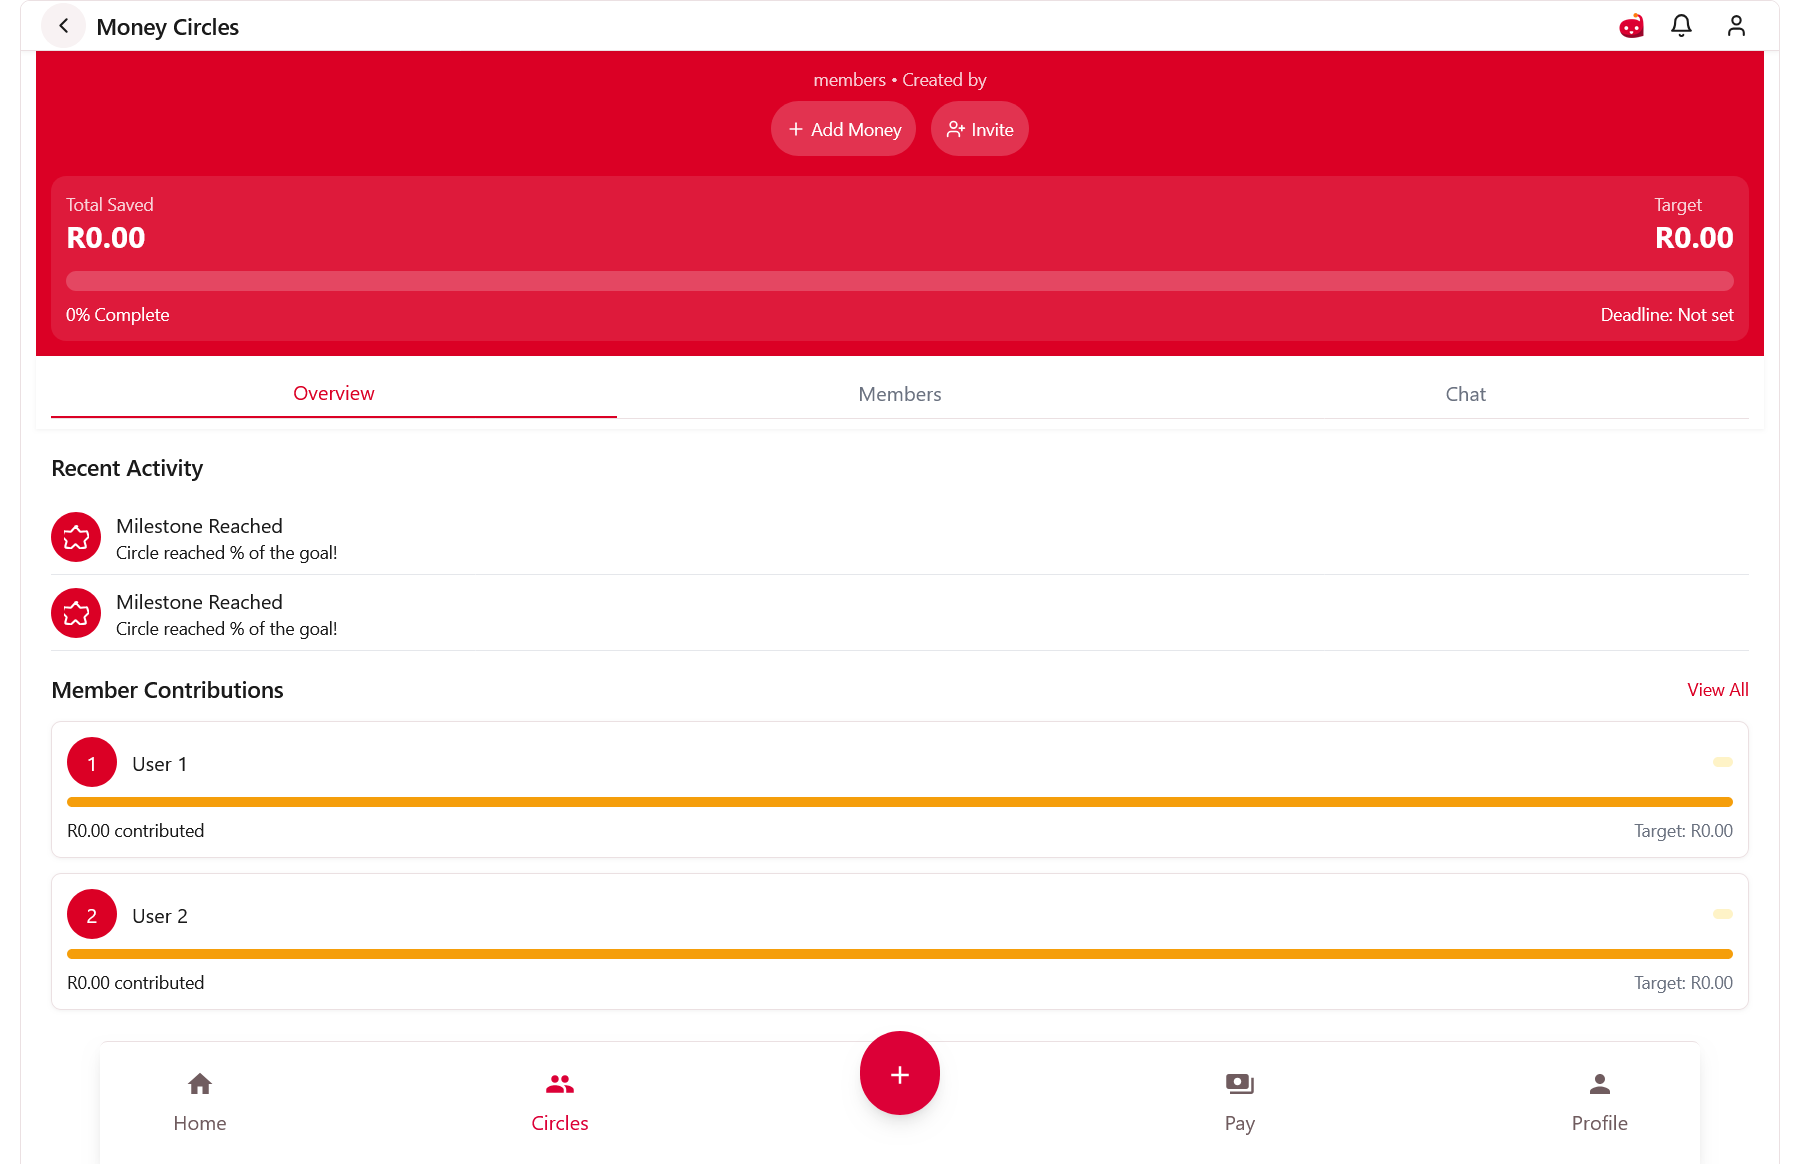 Money Circles
members • Created by
+ Add Money
Invite
Total Saved
Target
R0.00
R0.00
0% Complete
Deadline: Not set
Overview
Members
Chat
Recent Activity
Milestone Reached
Circle reached % of the goal!
Milestone Reached
Circle reached % of the goal!
Member Contributions
View All
1
User 1
R0.00 contributed
Target: R0.00
2
User 2
R0.00 contributed
Target: R0.00
+
Home
Circles
Pay
Profile